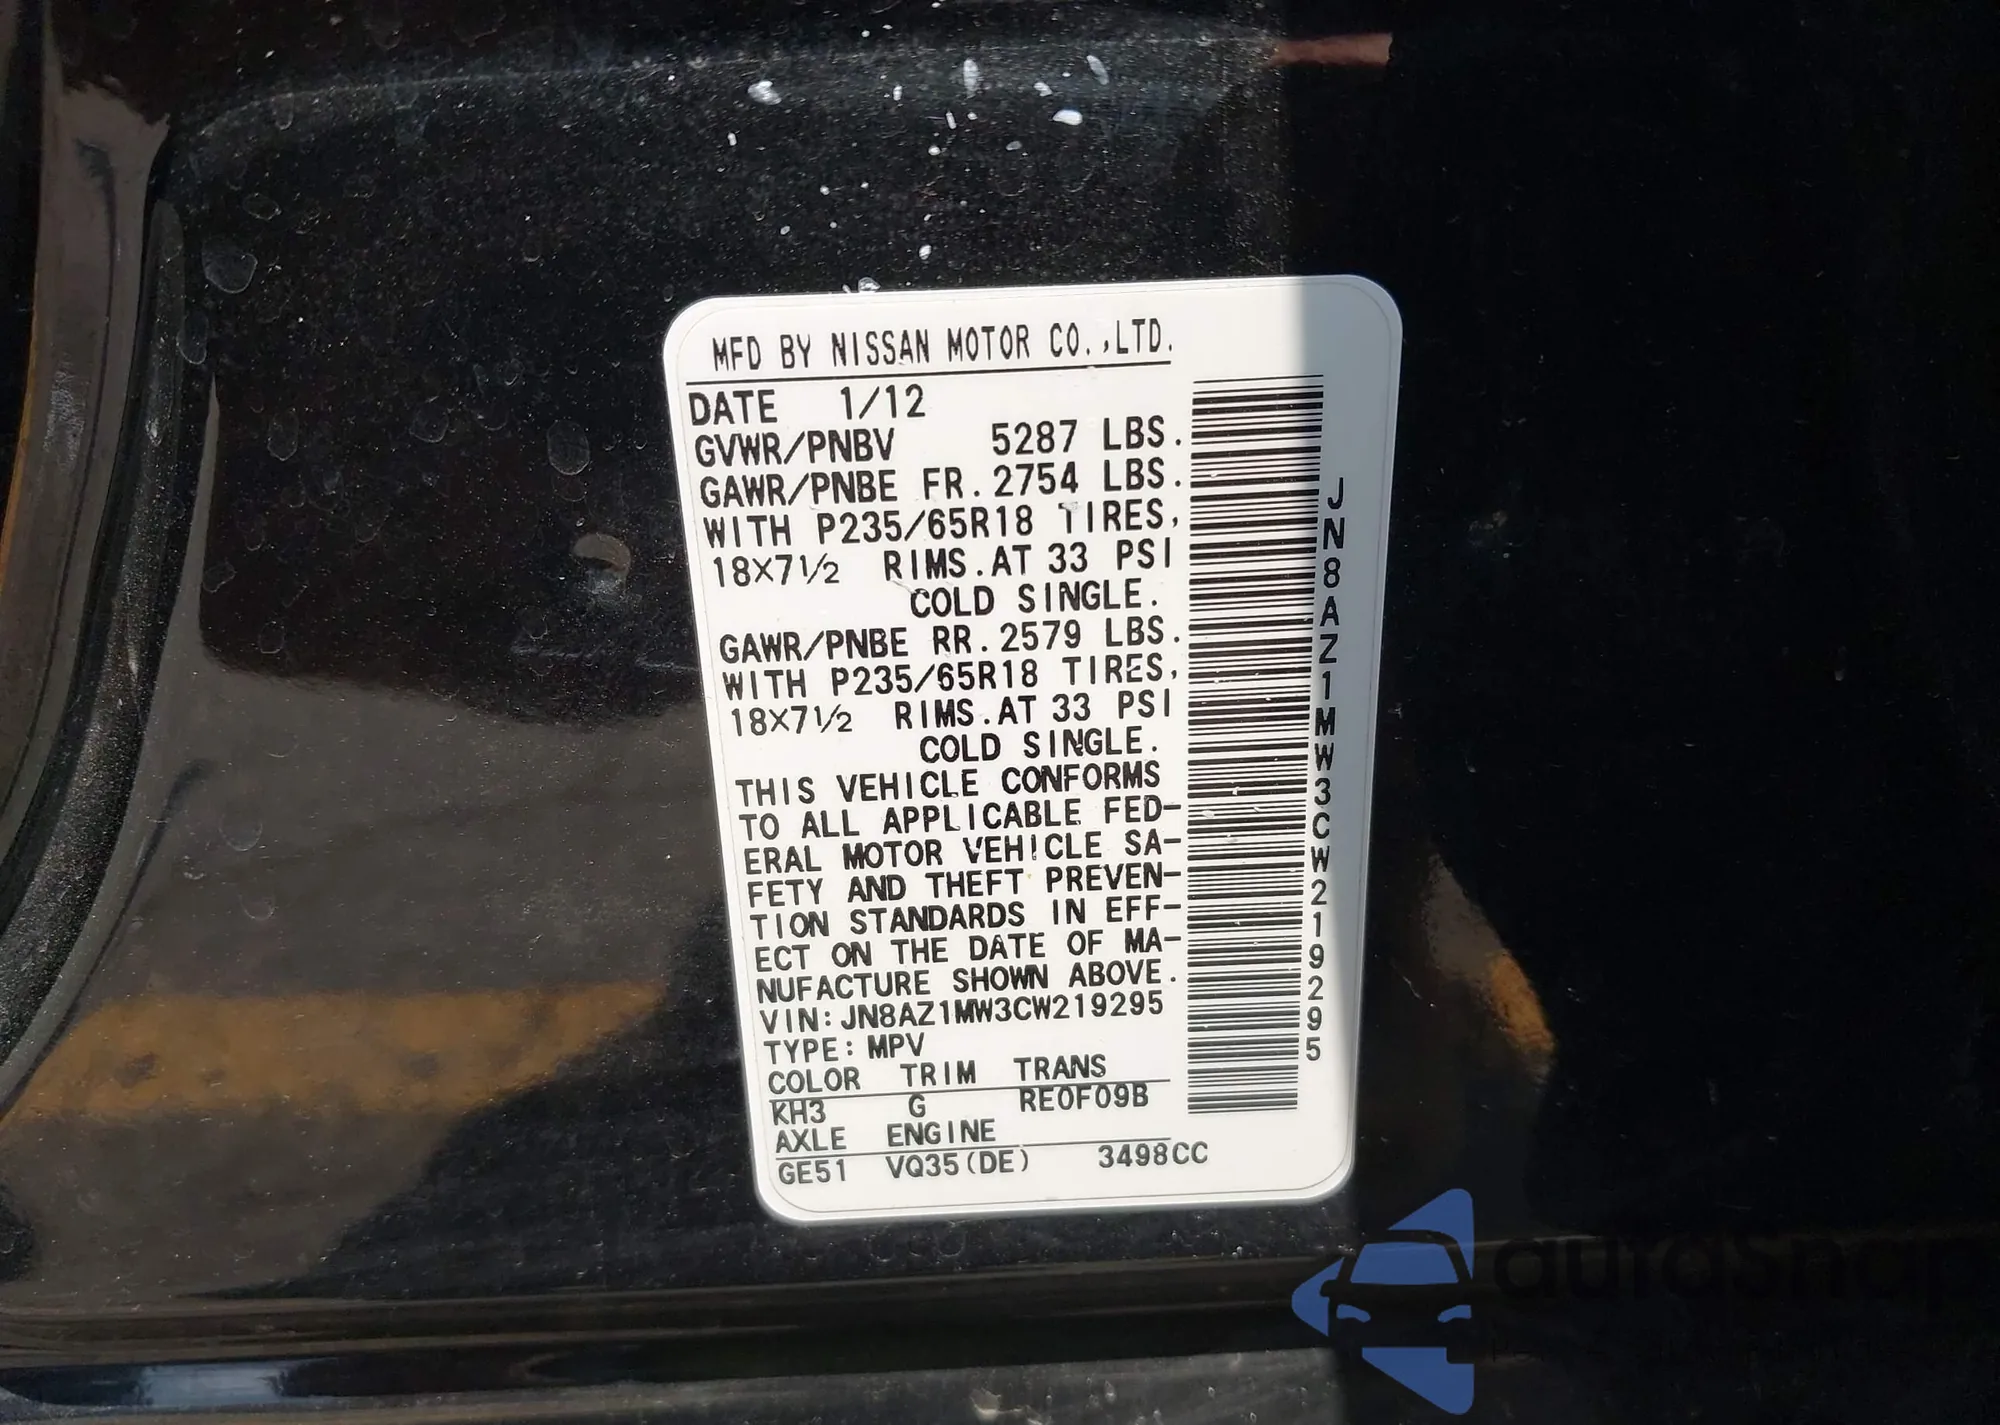 MFD BY NISSAN MOTOR CO.,LTD.
DATE 1/12
GVWR/PNBV 5287 LBS.
GAWR/PNBE FR.2754 LBS.
WITH P235/65R18 TIRES,
18X7½ RIMS.AT 33 PSI
COLD SINGLE.
GAWR/PNBE RR.2579 LBS.
WITH P235/65R18 TIRES,
18X7½ RIMS.AT 33 PSI
COLD SINGLE.
THIS VEHICLE CONFORMS
TO ALL APPLICABLE FED-
ERAL MOTOR VEHICLE SA-
FETY AND THEFT PREVEN-
TION STANDARDS IN EFF-
ECT ON THE DATE OF MA-
NUFACTURE SHOWN ABOVE.
VIN:JN8AZ1MW3CW219295
TYPE:MPV
COLOR TRIM TRANS
KH3 G RE0F09B
AXLE ENGINE
GE51 VQ35(DE) 3498CC
JN8AZ1MW3CW219295
autosnap